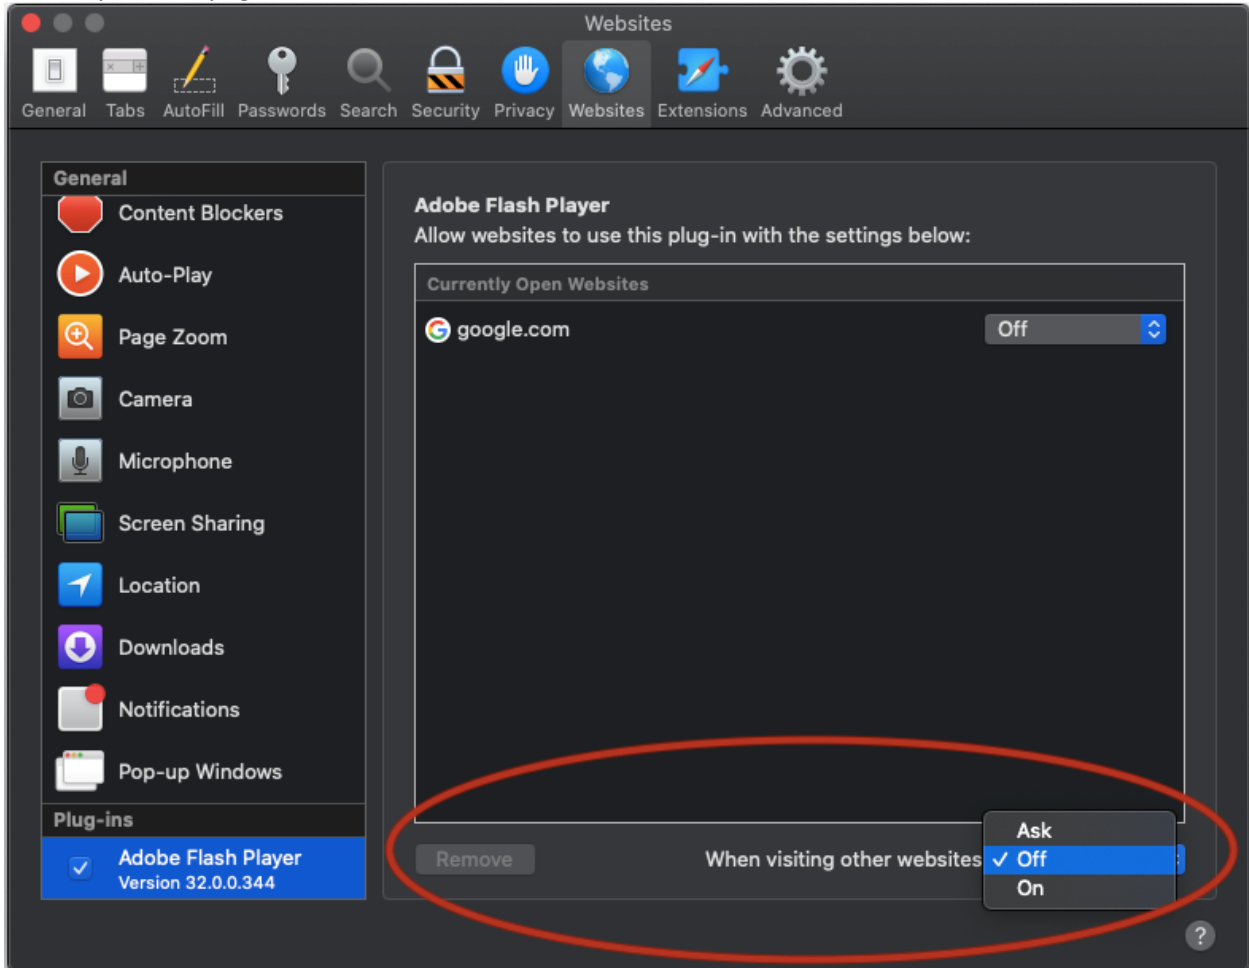 Websites
General Tabs AutoFill Passwords Search Security Privacy Websites Extensions Advanced
General
Content Blockers
Auto-Play
Page Zoom
Camera
Microphone
Screen Sharing
Location
Downloads
Notifications
Pop-up Windows
Plug-ins
Adobe Flash Player
Version 32.0.0.344
Adobe Flash Player
Allow websites to use this plug-in with the settings below:
Currently Open Websites
google.com Off
Remove When visiting other websites
Ask
✓ Off
On
?